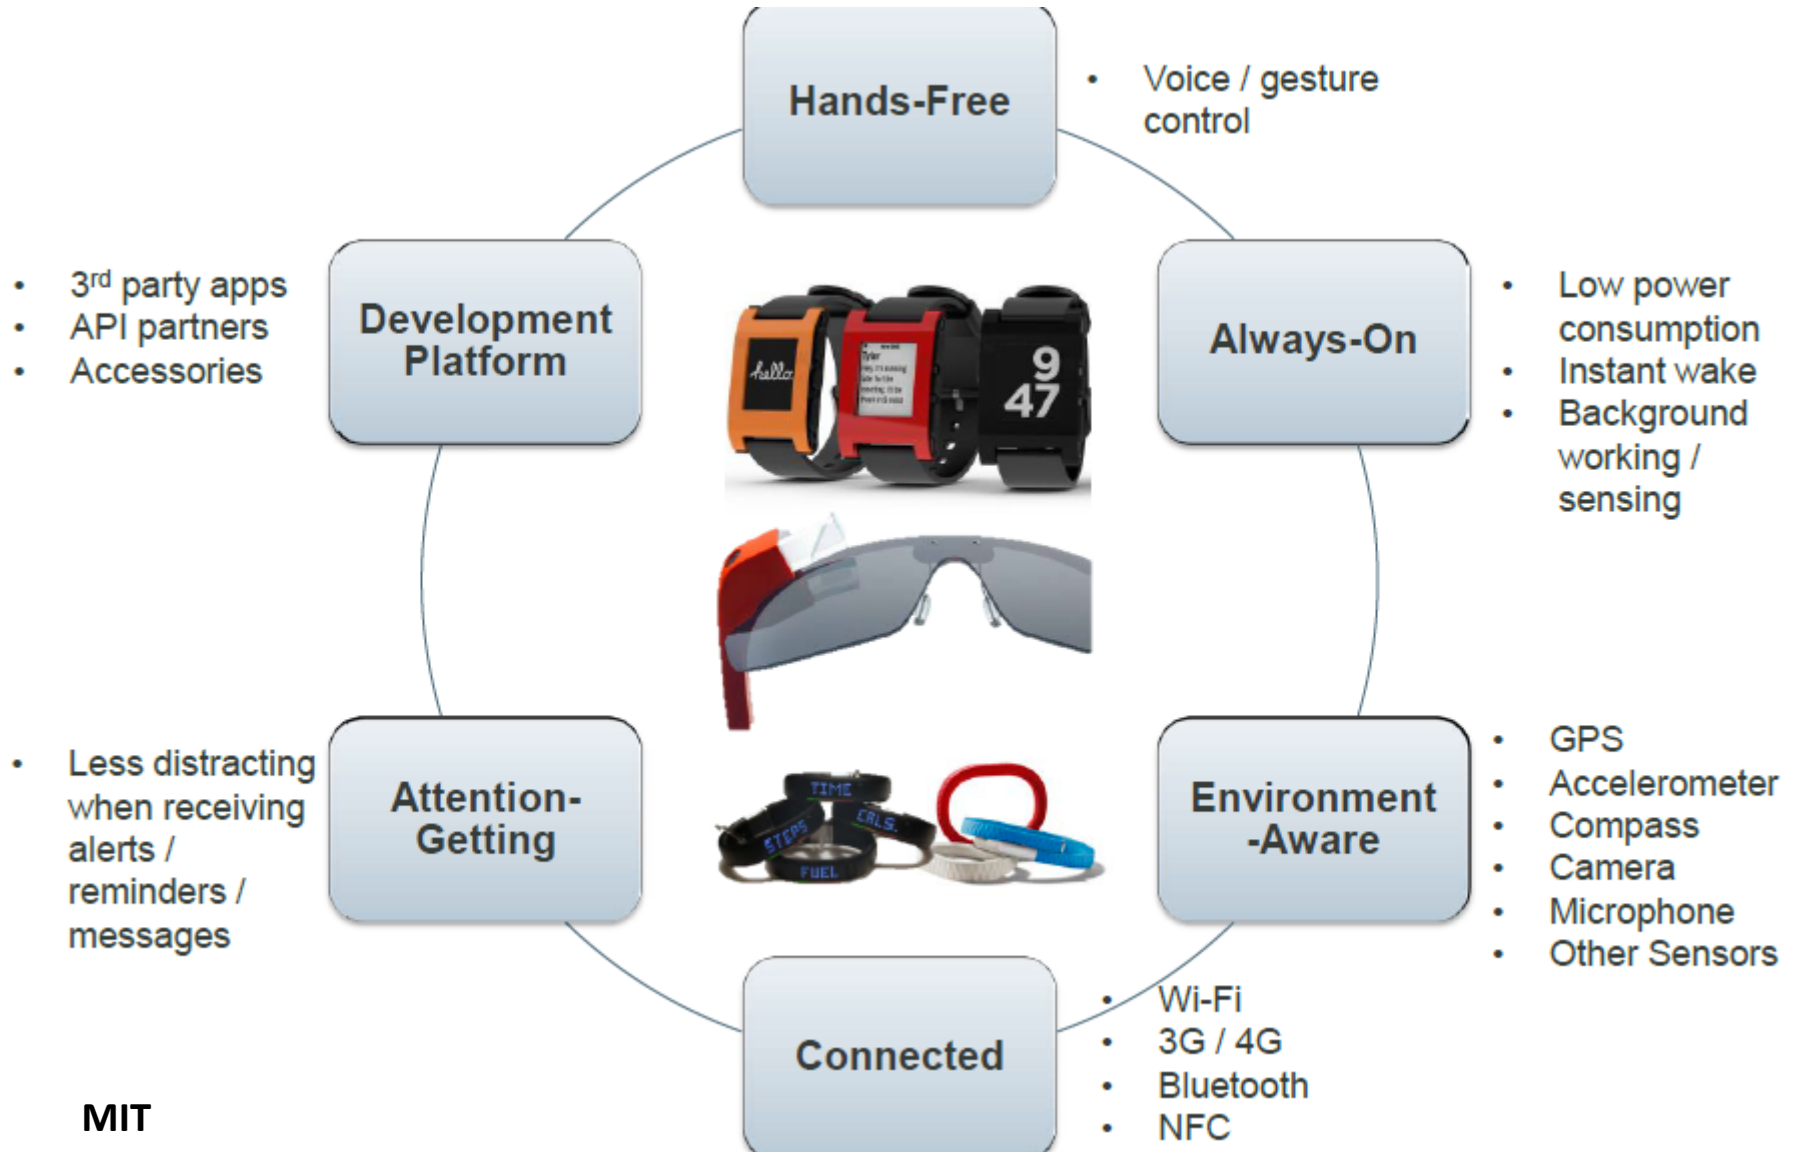 Hands-Free
• Voice / gesture
control
Always-On
• Low power
consumption
• Instant wake
• Background
working /
sensing
Environment
-Aware
• GPS
• Accelerometer
• Compass
• Camera
• Microphone
• Other Sensors
Connected
• Wi-Fi
• 3G / 4G
• Bluetooth
• NFC
Attention-
Getting
• Less distracting
when receiving
alerts /
reminders /
messages
Development
Platform
• 3rd party apps
• API partners
• Accessories
hello
Tyler
9
47
TIME
STEPS
CALS.
FUEL
MIT